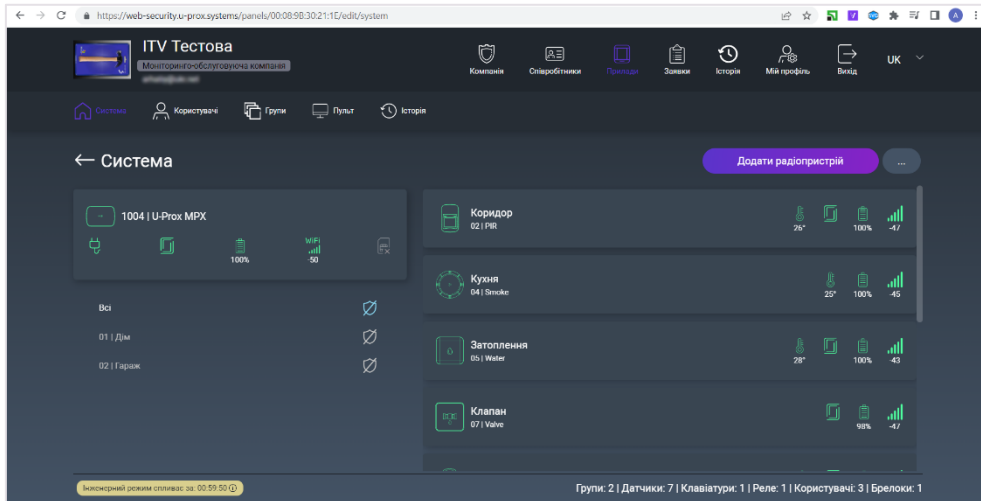 https://web-security.u-prox.systems/panels/00:08:9B:30:21:1E/edit/system
ITV Тестова
Моніторинго-обслуговуюча компанія
Компанія Співробітники Прилади Заявки Історія Мій профіль Вихід UK
Система Користувачі Групи Пульт Історія
← Система
Додати радіопристрій ...
1004 | U-Prox MPX
100% WiFi -50
Всі
01 | Дім
02 | Гараж
Коридор
02 | PIR
26° 100% -47
Кухня
04 | Smoke
25° 100% -45
Затоплення
05 | Water
28° 100% -43
Клапан
07 | Valve
98% -47
Інженерний режим спливає за: 00:59:50
Групи: 2 | Датчики: 7 | Клавіатури: 1 | Реле: 1 | Користувачі: 3 | Брелоки: 1